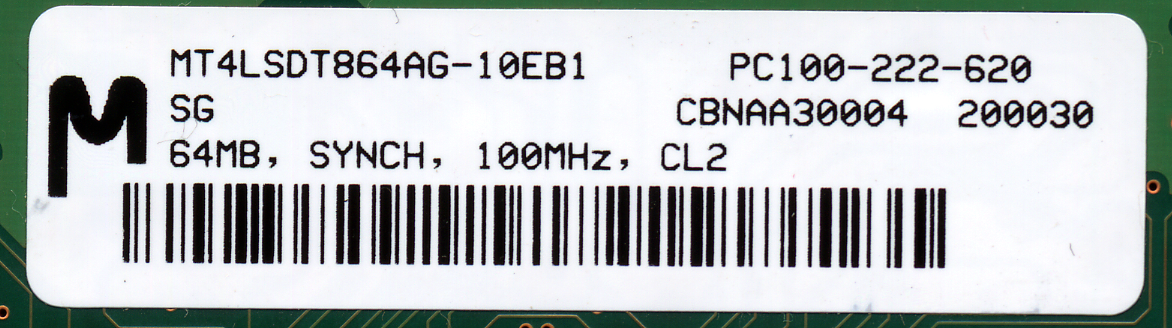 MT4LSDT864AG-10EB1 PC100-222-620
SG CBNAA30004 200030
64MB, SYNCH, 100MHz, CL2